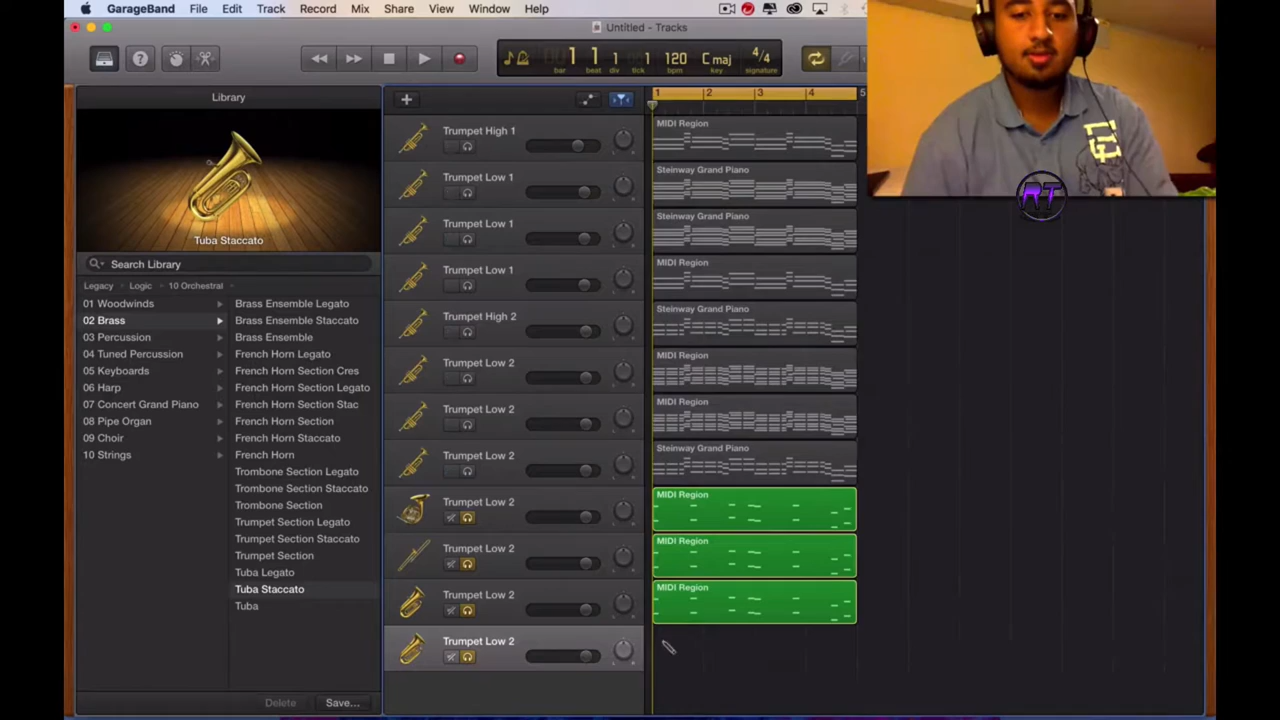 GarageBand File Edit Track Record Mix Share View Window Help
Untitled - Tracks
1 1 1 1 120 C maj 4/4
bar beat div tick bpm key signature
Library
Tuba Staccato
Search Library
Legacy Logic 10 Orchestral
01 Woodwinds
02 Brass
03 Percussion
04 Tuned Percussion
05 Keyboards
06 Harp
07 Concert Grand Piano
08 Pipe Organ
09 Choir
10 Strings
Brass Ensemble Legato
Brass Ensemble Staccato
Brass Ensemble
French Horn Legato
French Horn Section Cres
French Horn Section Legato
French Horn Section Stac
French Horn Section
French Horn Staccato
French Horn
Trombone Section Legato
Trombone Section Staccato
Trombone Section
Trumpet Section Legato
Trumpet Section Staccato
Trumpet Section
Tuba Legato
Tuba Staccato
Tuba
Delete Save...
1 2 3 4 5
Trumpet High 1
MIDI Region
Trumpet Low 1
Steinway Grand Piano
Trumpet Low 1
Steinway Grand Piano
Trumpet Low 1
MIDI Region
Trumpet High 2
Steinway Grand Piano
Trumpet Low 2
MIDI Region
Trumpet Low 2
MIDI Region
Trumpet Low 2
Steinway Grand Piano
Trumpet Low 2
MIDI Region
Trumpet Low 2
MIDI Region
Trumpet Low 2
MIDI Region
Trumpet Low 2
RT